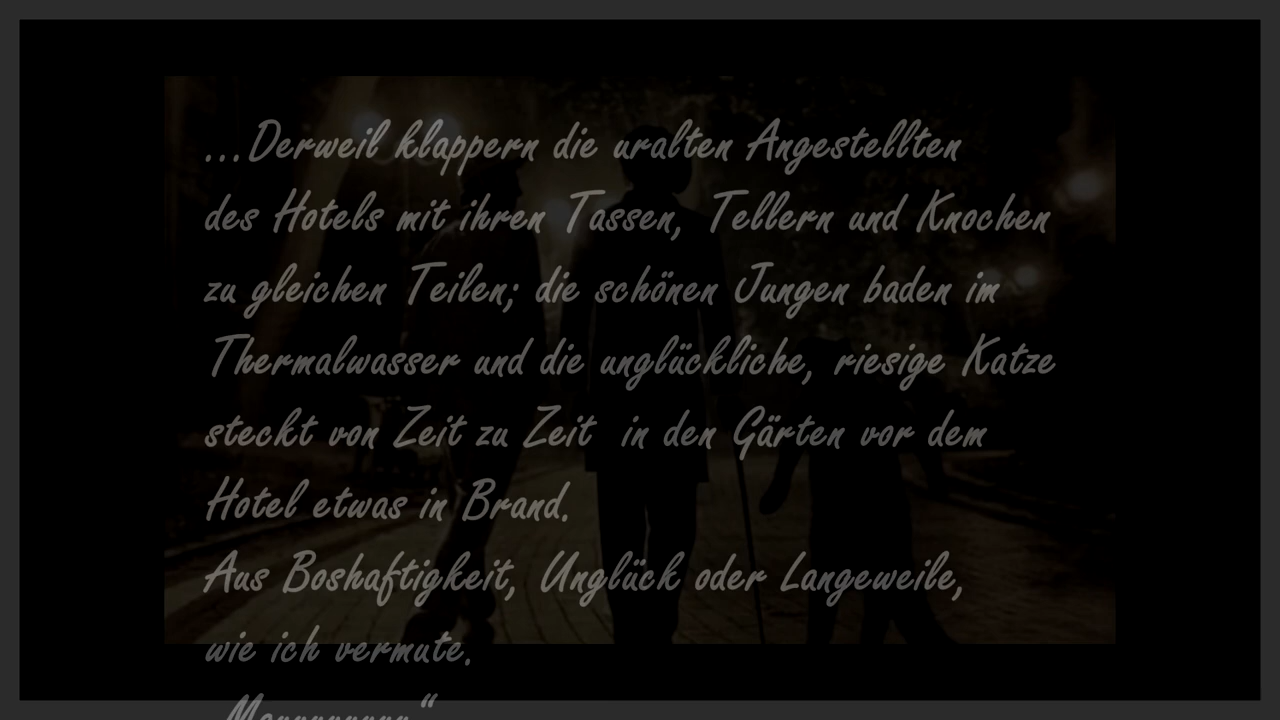 ...Derweil klappern die uralten Angestellten
des Hotels mit ihren Tassen, Tellern und Knochen
zu gleichen Teilen; die schönen Jungen baden im
Thermalwasser und die unglückliche, riesige Katze
steckt von Zeit zu Zeit in den Gärten vor dem
Hotel etwas in Brand.
Aus Boshaftigkeit, Unglück oder Langeweile,
wie ich vermute.